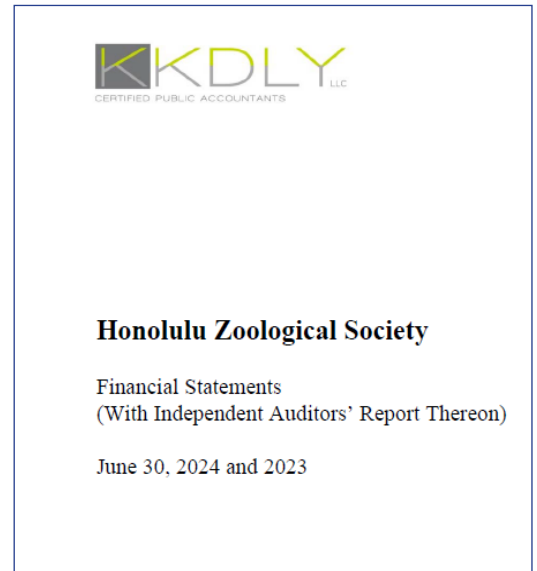 KKDLY LLC
CERTIFIED PUBLIC ACCOUNTANTS
Honolulu Zoological Society
Financial Statements
(With Independent Auditors’ Report Thereon)
June 30, 2024 and 2023